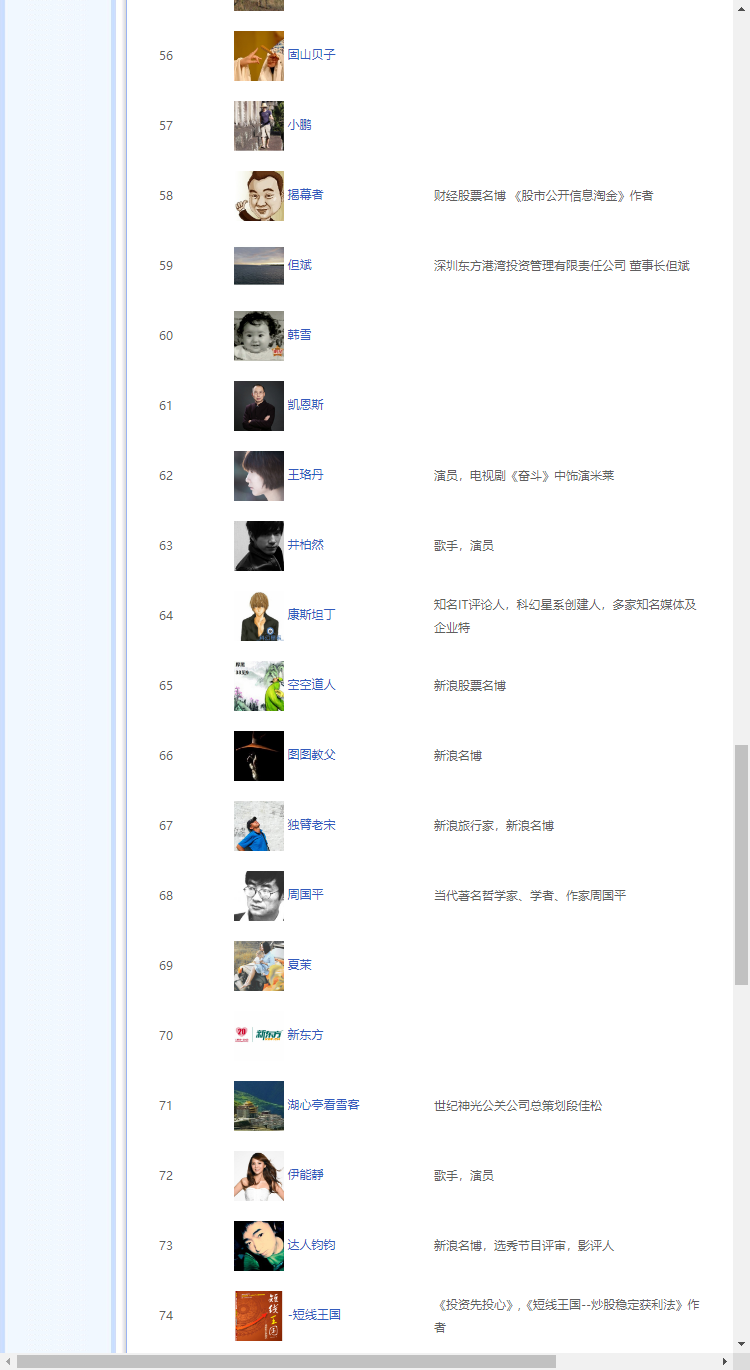 56 固山贝子
57 小鹏
58 揭幕者 财经股票名博 《股市公开信息淘金》作者
59 但斌 深圳东方港湾投资管理有限责任公司 董事长但斌
60 韩雪
61 凯恩斯
62 王珞丹 演员，电视剧《奋斗》中饰演米莱
63 井柏然 歌手，演员
64 康斯坦丁 知名IT评论人，科幻星系创建人，多家知名媒体及
企业特
65 空空道人 新浪股票名博
66 图图教父 新浪名博
67 独臂老宋 新浪旅行家，新浪名博
68 周国平 当代著名哲学家、学者、作家周国平
69 夏茉
70 20 新东方 新东方
71 湖心亭看雪客 世纪神光公关公司总策划段佳松
72 伊能靜 歌手，演员
73 达人钧钧 新浪名博，选秀节目评审，影评人
74 短线王国 -短线王国 《投资先投心》,《短线王国--炒股稳定获利法》作
者